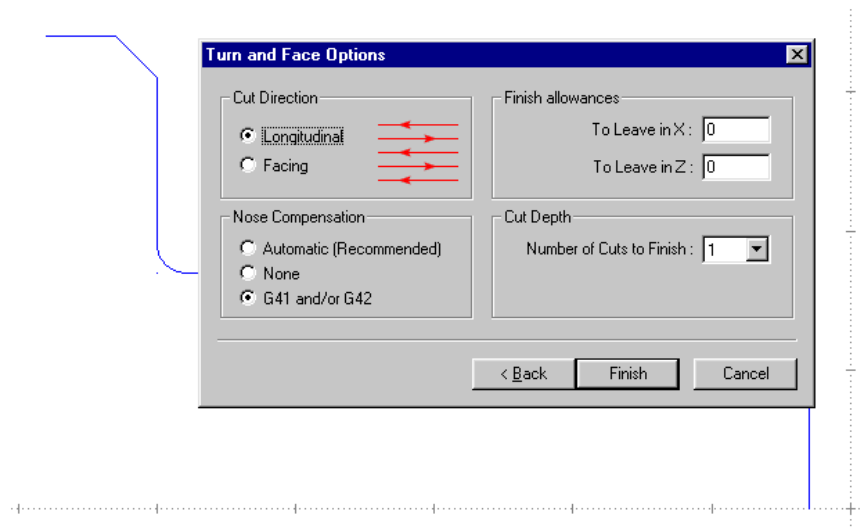 Turn and Face Options
Cut Direction
Longitudinal
Facing
Finish allowances
To Leave in X : 0
To Leave in Z : 0
Nose Compensation
Automatic (Recommended)
None
G41 and/or G42
Cut Depth
Number of Cuts to Finish : 1
< Back
Finish
Cancel